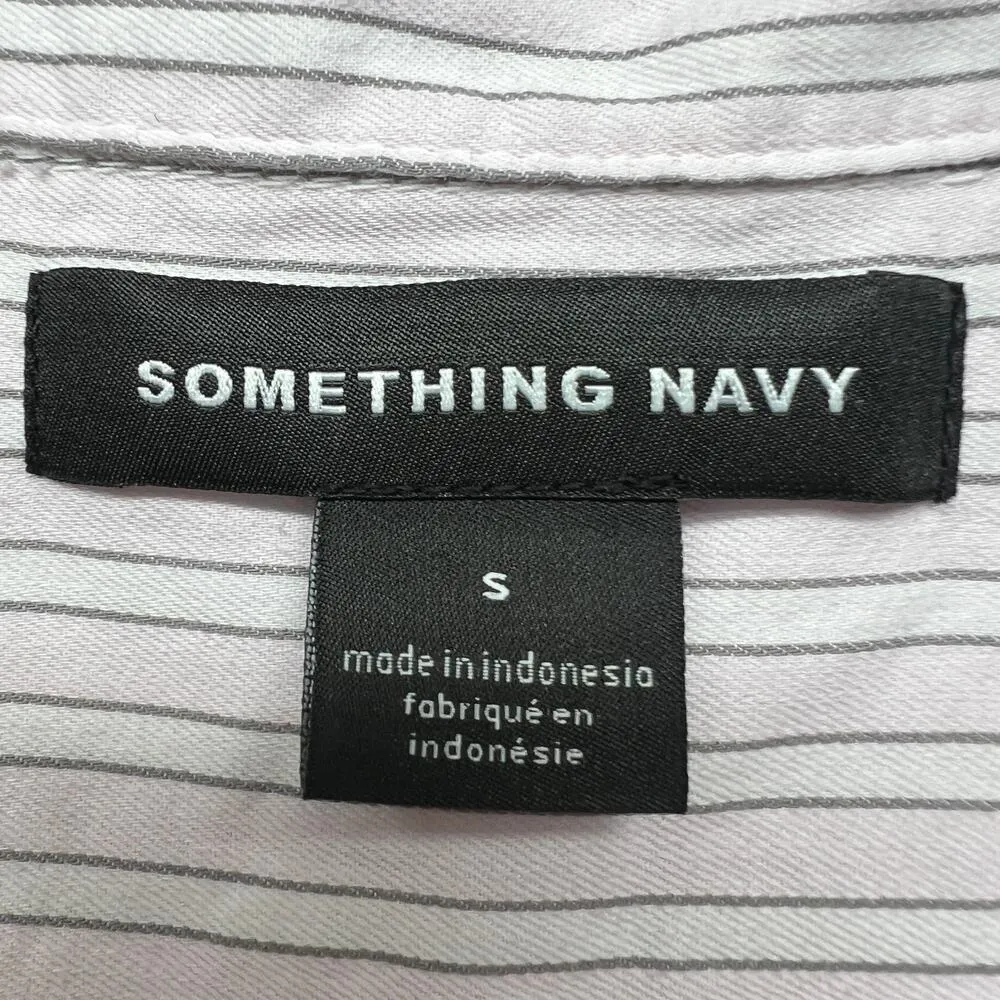 SOMETHING NAVY
S
made in indonesia
fabriqué en
indonésie